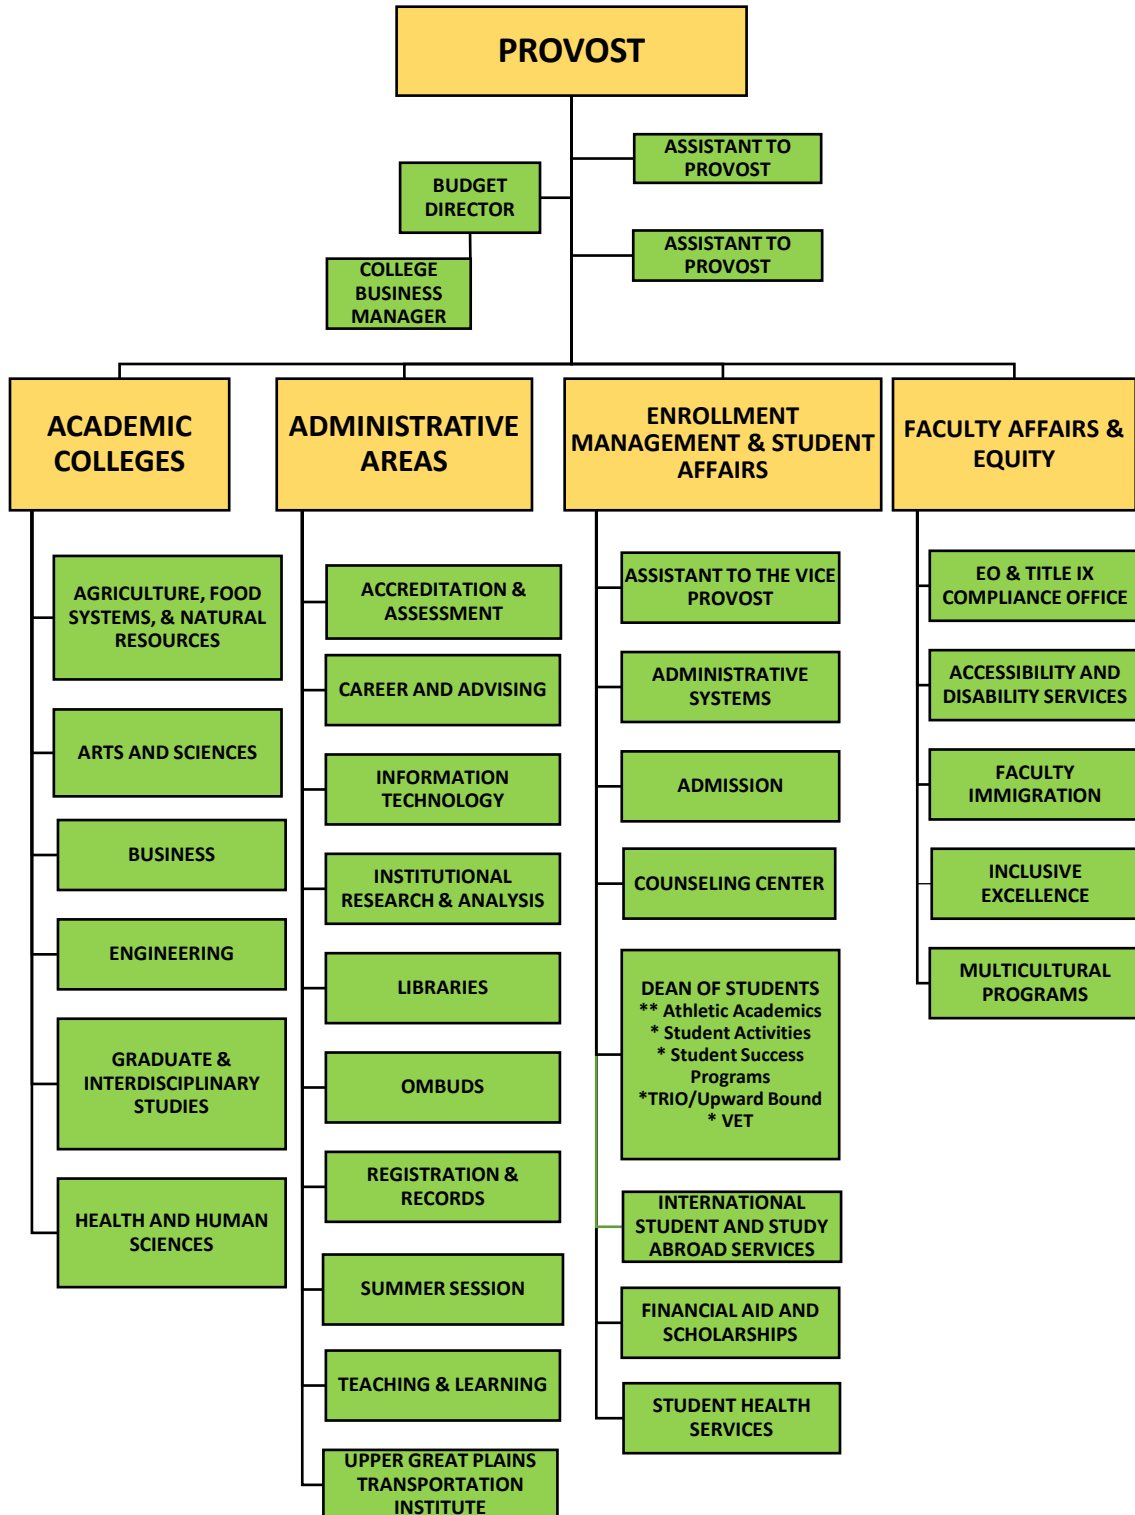 PROVOST
ASSISTANT TO
PROVOST
BUDGET
DIRECTOR
ASSISTANT TO
PROVOST
COLLEGE
BUSINESS
MANAGER
ACADEMIC
COLLEGES
AGRICULTURE, FOOD
SYSTEMS, & NATURAL
RESOURCES
ARTS AND SCIENCES
BUSINESS
ENGINEERING
GRADUATE &
INTERDISCIPLINARY
STUDIES
HEALTH AND HUMAN
SCIENCES
ADMINISTRATIVE
AREAS
ACCREDITATION &
ASSESSMENT
CAREER AND ADVISING
INFORMATION
TECHNOLOGY
INSTITUTIONAL
RESEARCH & ANALYSIS
LIBRARIES
OMBUDS
REGISTRATION &
RECORDS
SUMMER SESSION
TEACHING & LEARNING
UPPER GREAT PLAINS
TRANSPORTATION
INSTITUTE
ENROLLMENT
MANAGEMENT & STUDENT
AFFAIRS
ASSISTANT TO THE VICE
PROVOST
ADMINISTRATIVE
SYSTEMS
ADMISSION
COUNSELING CENTER
DEAN OF STUDENTS
** Athletic Academics
* Student Activities
* Student Success
Programs
*TRIO/Upward Bound
* VET
INTERNATIONAL
STUDENT AND STUDY
ABROAD SERVICES
FINANCIAL AID AND
SCHOLARSHIPS
STUDENT HEALTH
SERVICES
FACULTY AFFAIRS &
EQUITY
EO & TITLE IX
COMPLIANCE OFFICE
ACCESSIBILITY AND
DISABILITY SERVICES
FACULTY
IMMIGRATION
INCLUSIVE
EXCELLENCE
MULTICULTURAL
PROGRAMS